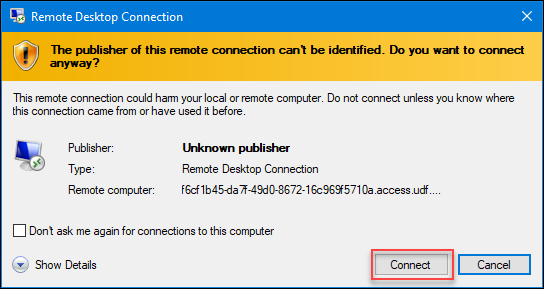 Remote Desktop Connection
The publisher of this remote connection can't be identified. Do you want to connect
anyway?
This remote connection could harm your local or remote computer. Do not connect unless you know where
this connection came from or have used it before.
Publisher: Unknown publisher
Type: Remote Desktop Connection
Remote computer: f6cf1b45-da7f-49d0-8672-16c969f5710a.access.udf....
Don't ask me again for connections to this computer
Show Details Connect Cancel